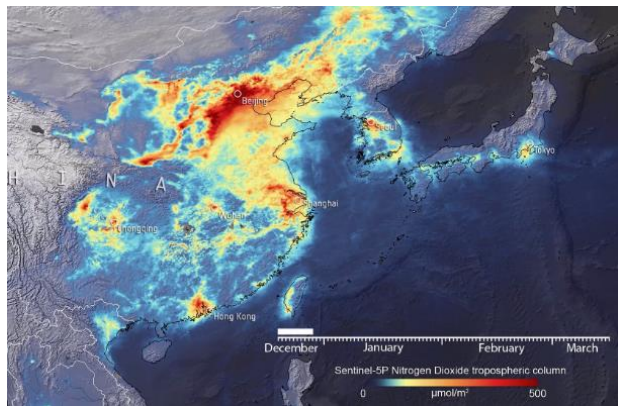 Beijing
Seoul
Tokyo
H I N A
Shanghai
Wuhan
Chongqing
Hong Kong
December January February March
Sentinel-5P Nitrogen Dioxide tropospheric column
0 µmol/m² 500